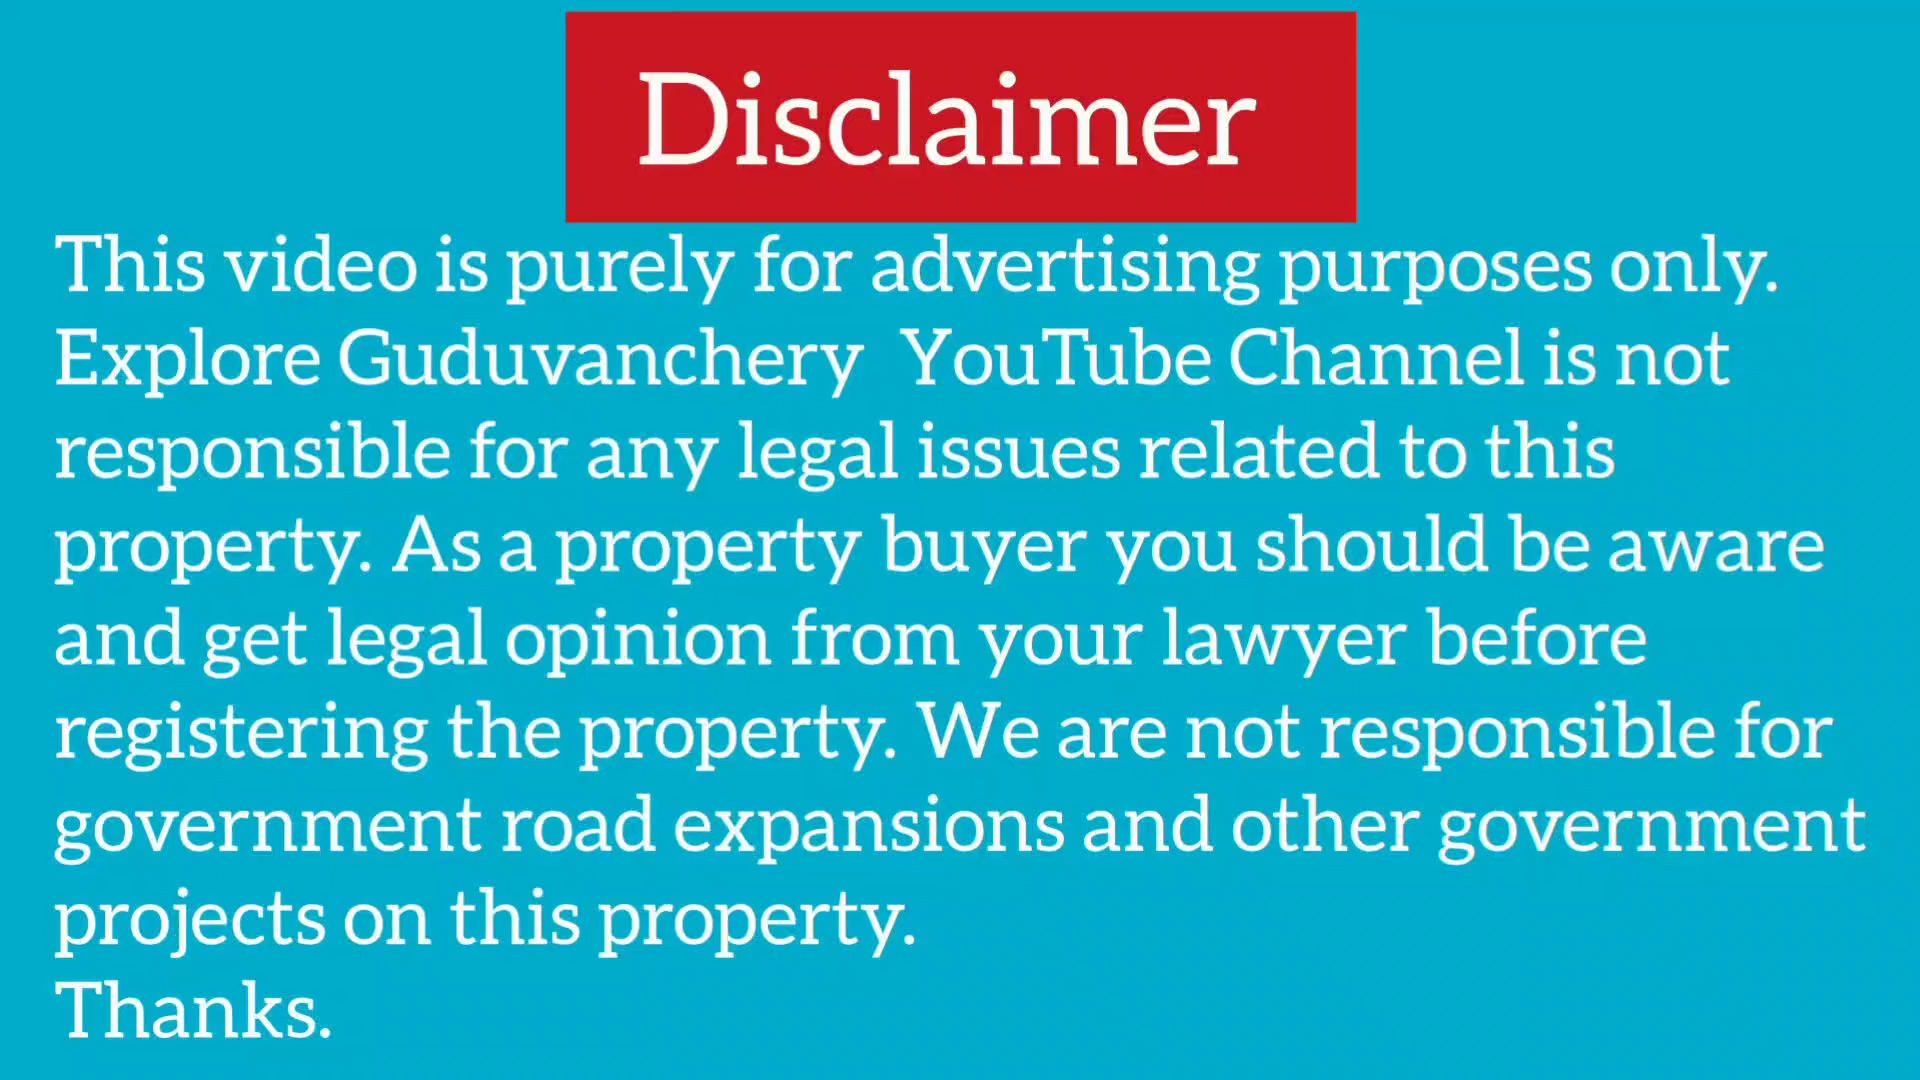 Disclaimer
This video is purely for advertising purposes only.
Explore Guduvanchery YouTube Channel is not
responsible for any legal issues related to this
property. As a property buyer you should be aware
and get legal opinion from your lawyer before
registering the property. We are not responsible for
government road expansions and other government
projects on this property.
Thanks.